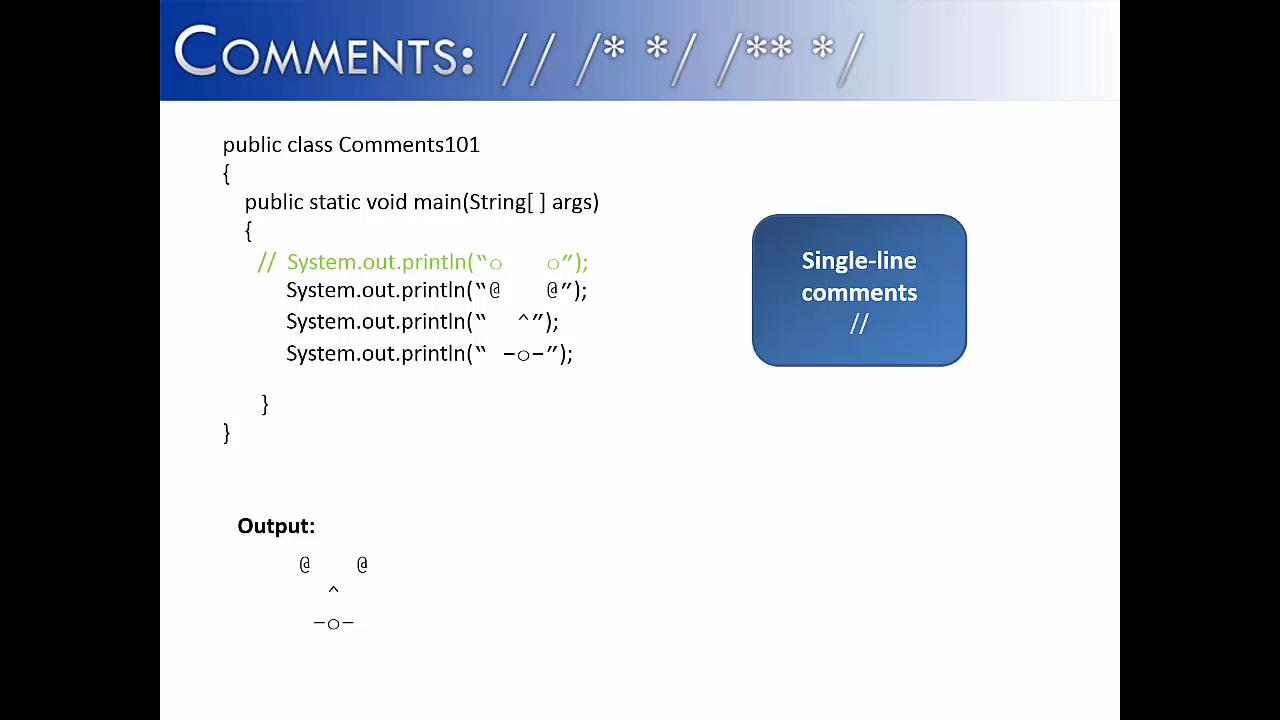 COMMENTS: // /* */ /** */
public class Comments101
{
public static void main(String[ ] args)
{
// System.out.println(“o    o”);
System.out.println(“@    @”);
System.out.println(“   ^”);
System.out.println(“  –o–”);
}
}
Single-line
comments
//
Output:
@    @
^
–o–